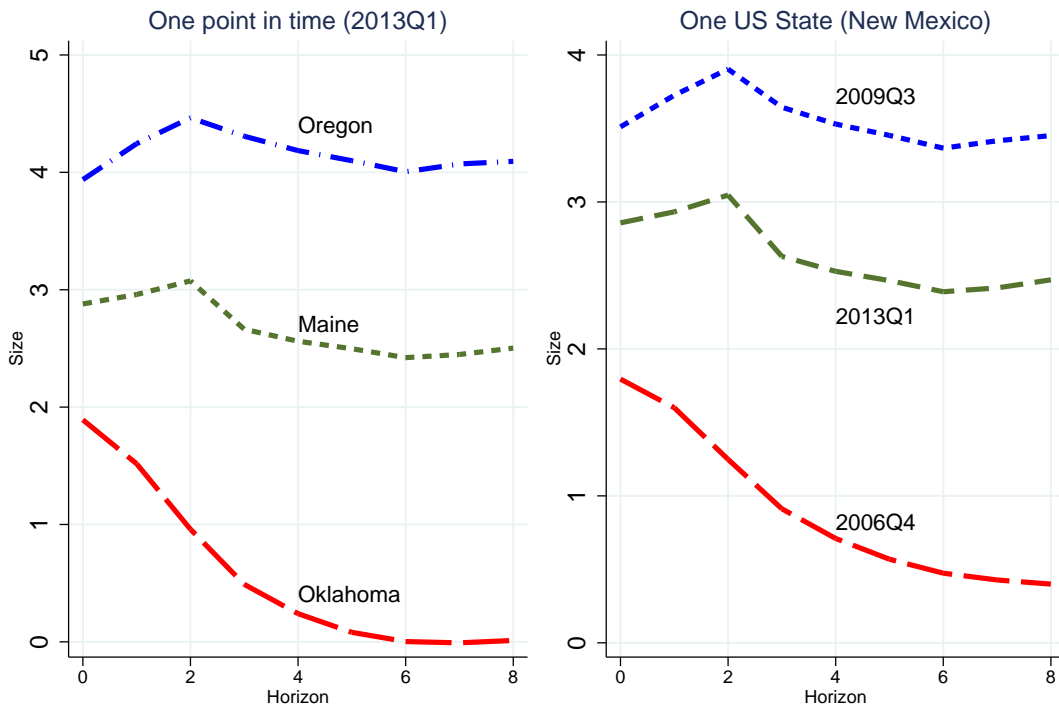 One point in time (2013Q1)
Size
5
4
3
2
1
0
Oregon
Maine
Oklahoma
0 2 4 6 8
Horizon
One US State (New Mexico)
Size
4
3
2
1
0
2009Q3
2013Q1
2006Q4
0 2 4 6 8
Horizon